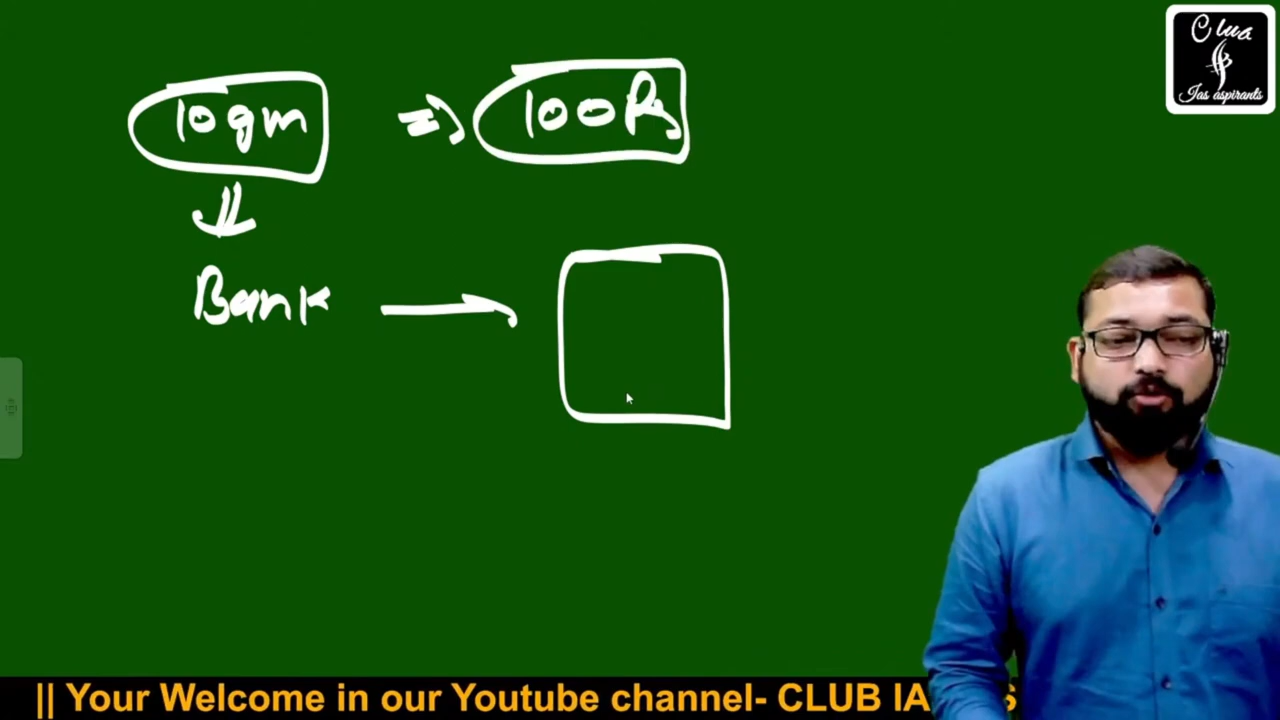 10gm => 100Rs
Bank
Club
Ias aspirants
|| Your Welcome in our Youtube channel- CLUB IA